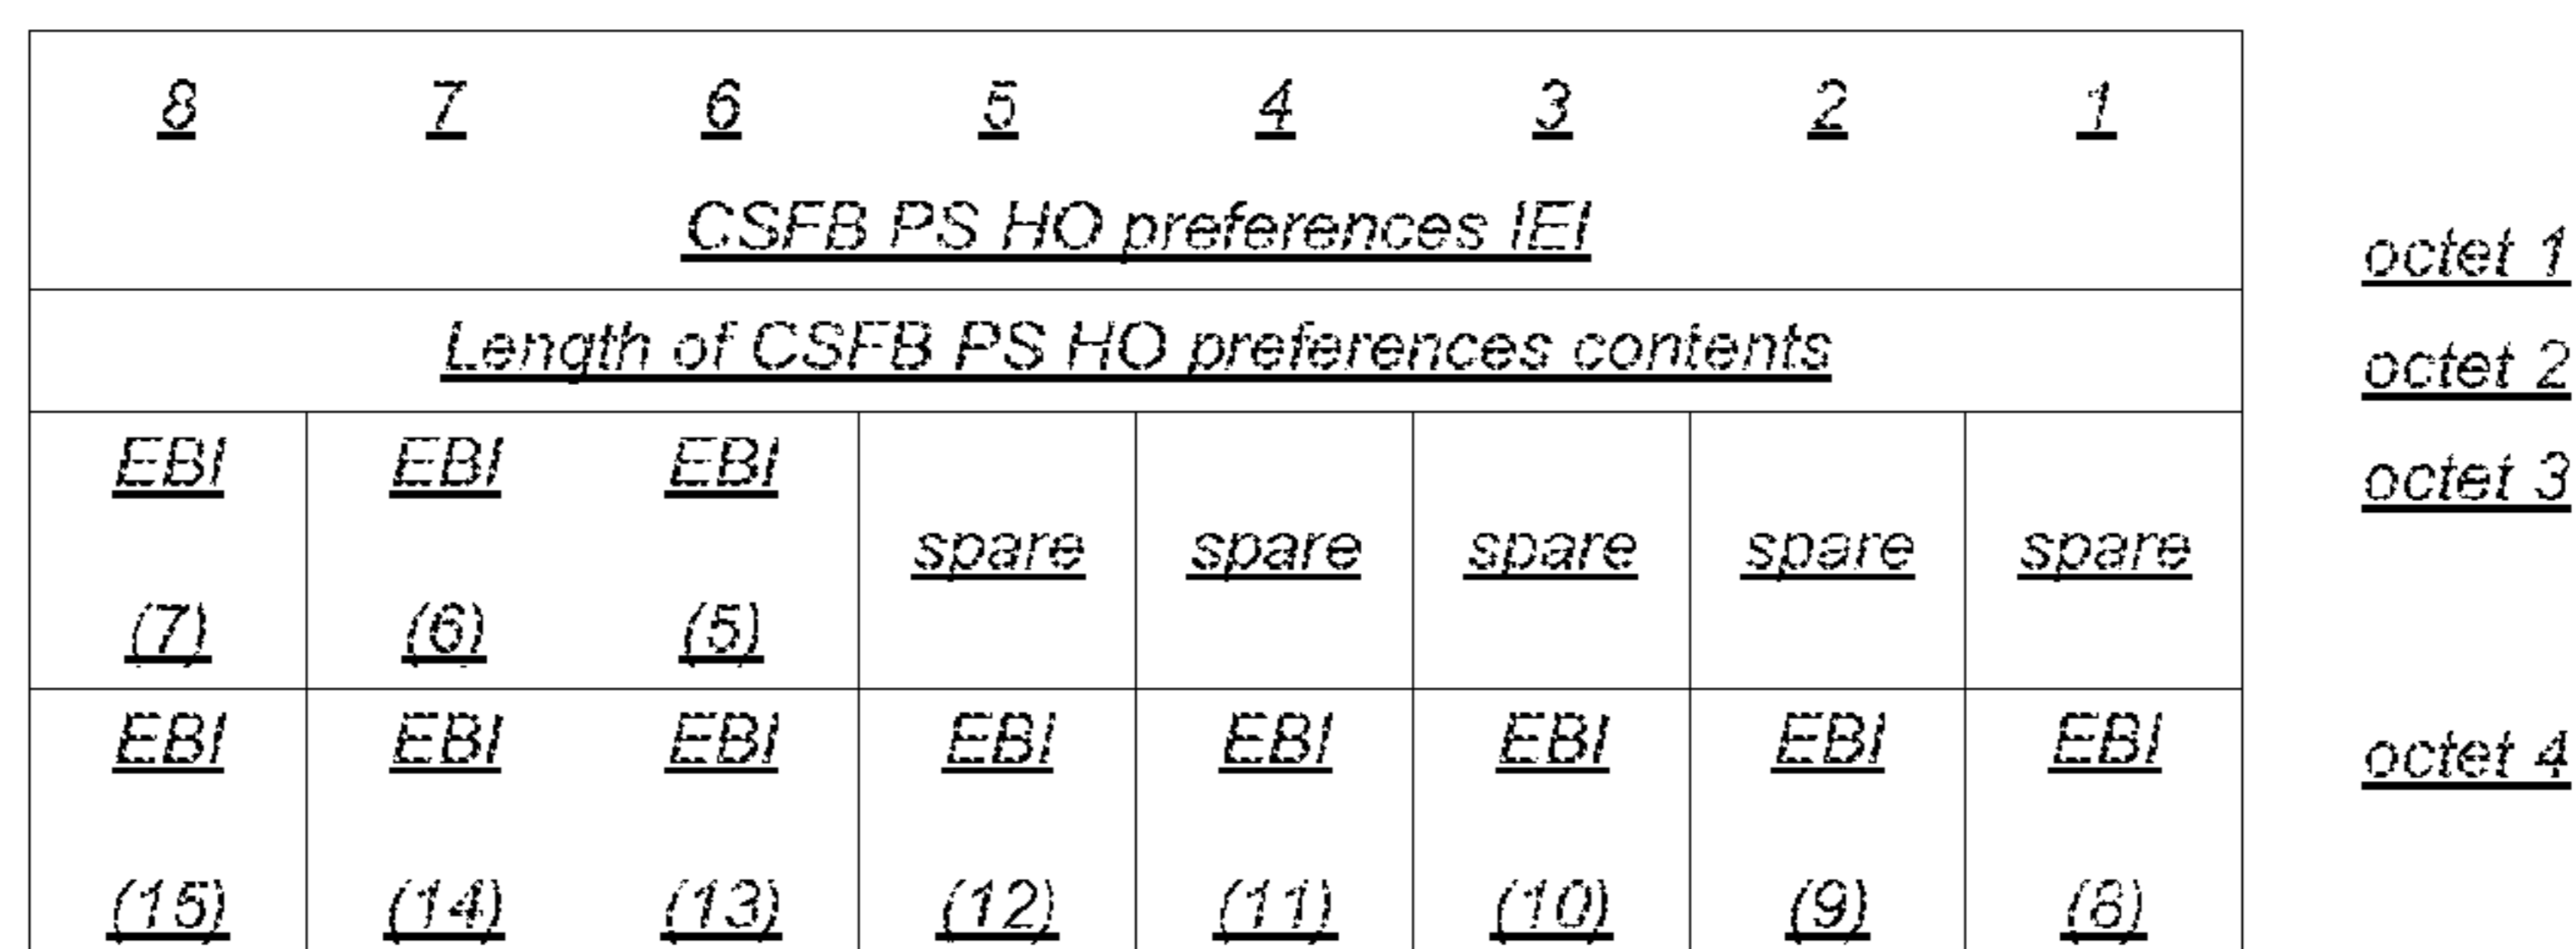 8 7 6 5 4 3 2 1
CSFB PS HO preferences IEI octet 1
Length of CSFB PS HO preferences contents octet 2
EBI EBI EBI octet 3
spare spare spare spare spare
(7) (6) (5)
EBI EBI EBI EBI EBI EBI EBI EBI octet 4
(15) (14) (13) (12) (11) (10) (9) (8)